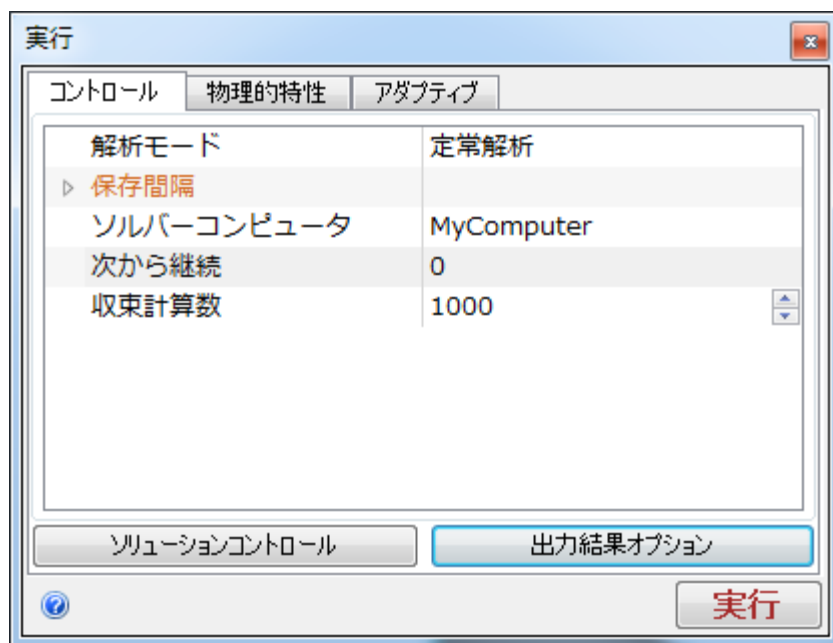 実行
コントロール 物理的特性 アダプティブ
解析モード 定常解析
保存間隔
ソルバーコンピュータ MyComputer
次から継続 0
収束計算数 1000
ソリューションコントロール 出力結果オプション
実行